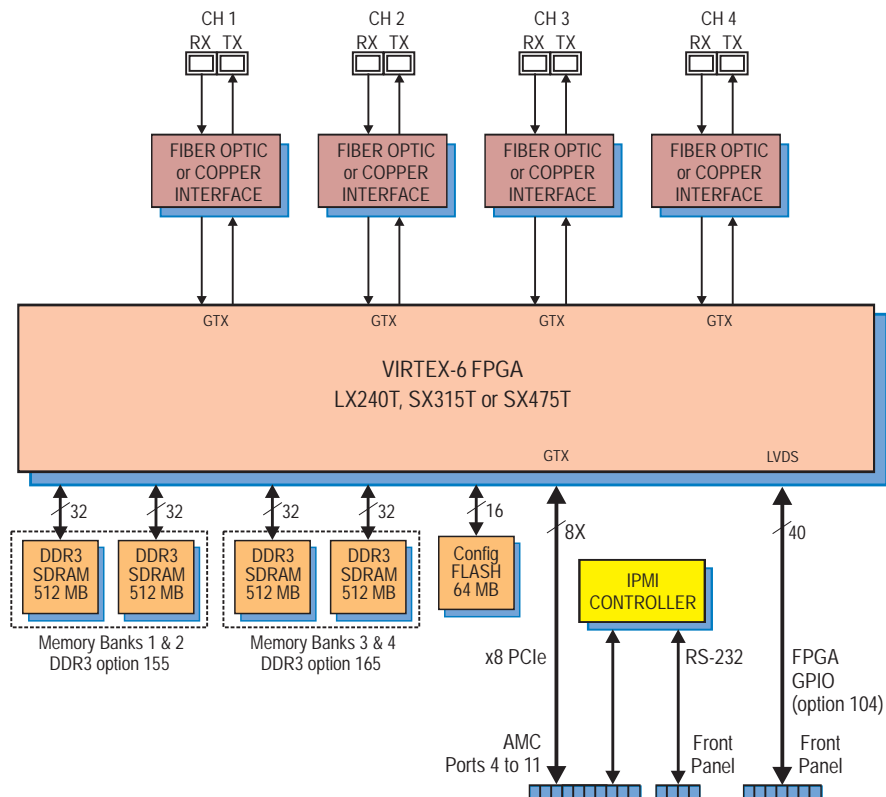 CH 1 CH 2 CH 3 CH 4
RX TX RX TX RX TX RX TX
FIBER OPTIC
or COPPER
INTERFACE
FIBER OPTIC
or COPPER
INTERFACE
FIBER OPTIC
or COPPER
INTERFACE
FIBER OPTIC
or COPPER
INTERFACE
GTX GTX GTX GTX
VIRTEX-6 FPGA
LX240T, SX315T or SX475T
GTX LVDS
32 32 32 32 16 8X 40
DDR3
SDRAM
512 MB
DDR3
SDRAM
512 MB
Memory Banks 1 & 2
DDR3 option 155
DDR3
SDRAM
512 MB
DDR3
SDRAM
512 MB
Memory Banks 3 & 4
DDR3 option 165
Config
FLASH
64 MB
IPMI
CONTROLLER
x8 PCIe
RS-232
FPGA
GPIO
(option 104)
AMC
Ports 4 to 11
Front
Panel
Front
Panel